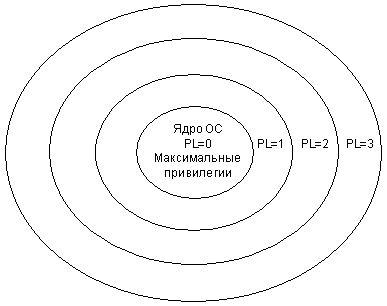 Ядро ОС
PL=0
Максимальные
привилегии
PL=1
PL=2
PL=3